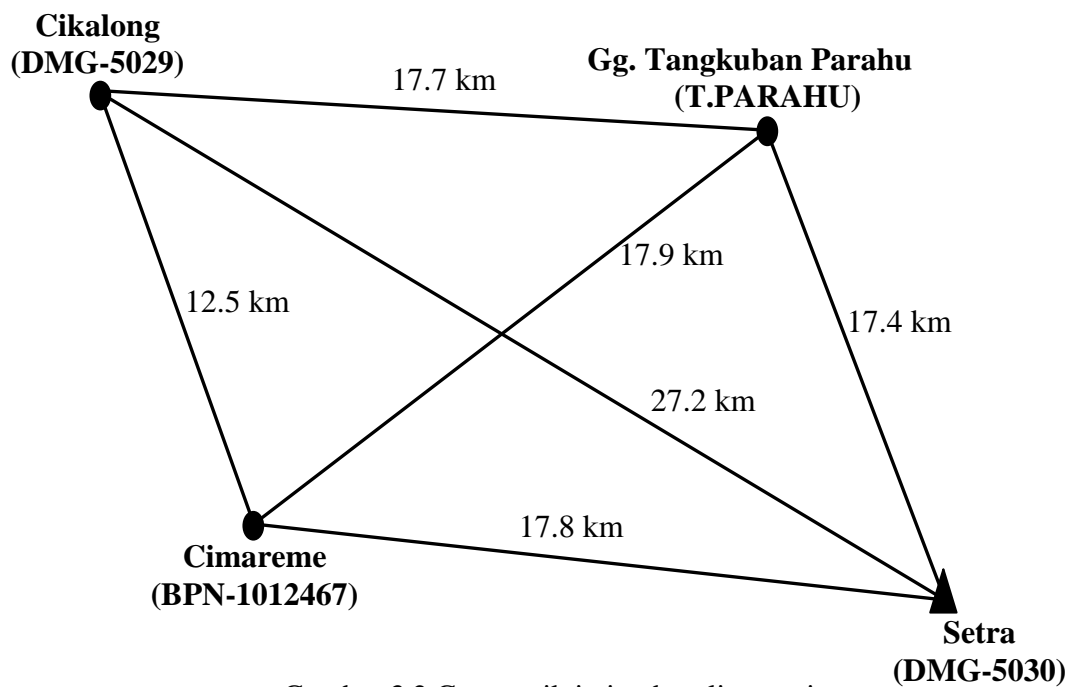 Cikalong
(DMG-5029)
17.7 km
Gg. Tangkuban Parahu
(T.PARAHU)
17.9 km
12.5 km
17.4 km
27.2 km
17.8 km
Cimareme
(BPN-1012467)
Setra
(DMG-5030)